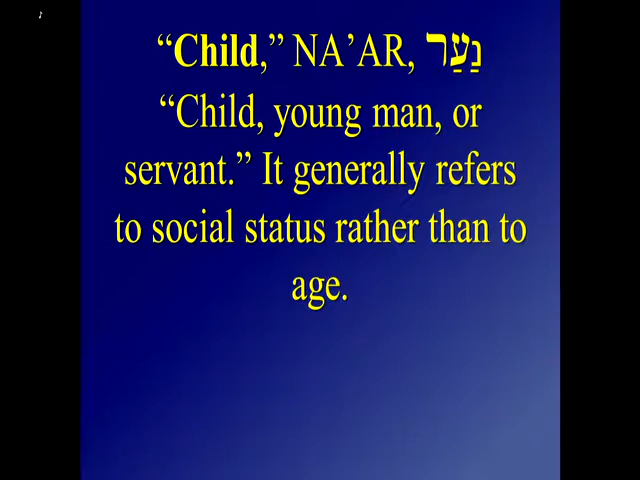 “Child,” NA’AR, נַעַר
“Child, young man, or
servant.” It generally refers
to social status rather than to
age.